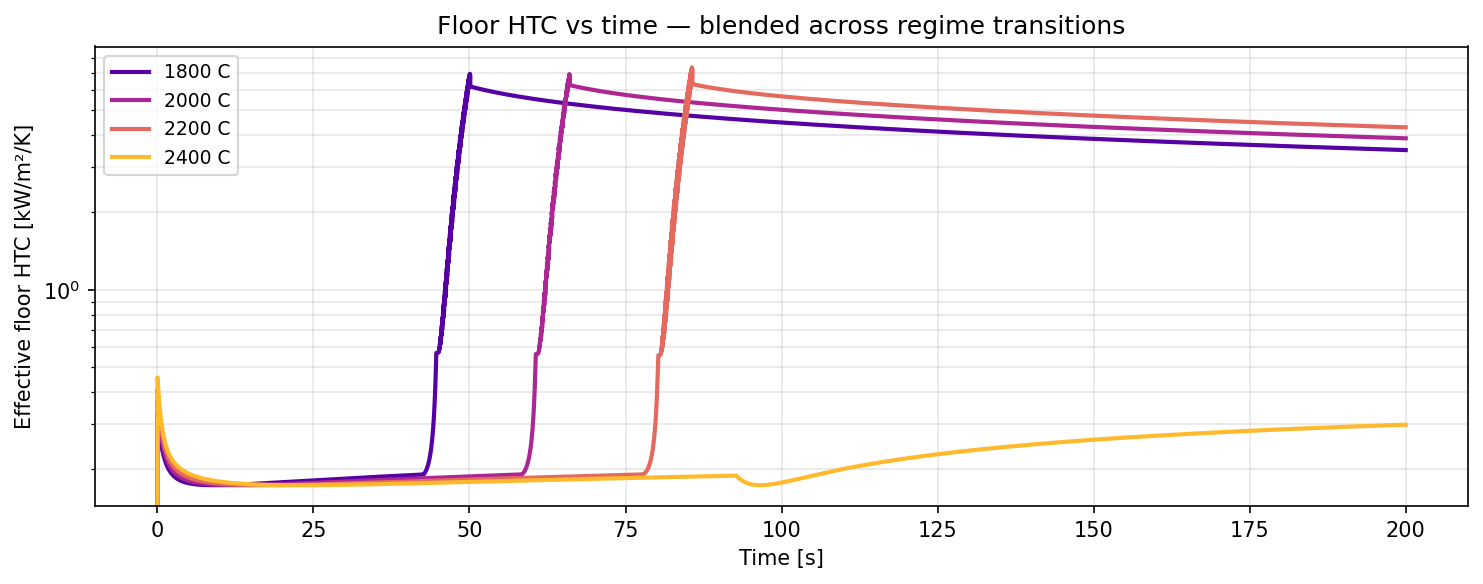 Floor HTC vs time — blended across regime transitions
1800 C
2000 C
2200 C
2400 C
Effective floor HTC [kW/m²/K]
10⁰
0
25
50
75
100
125
150
175
200
Time [s]